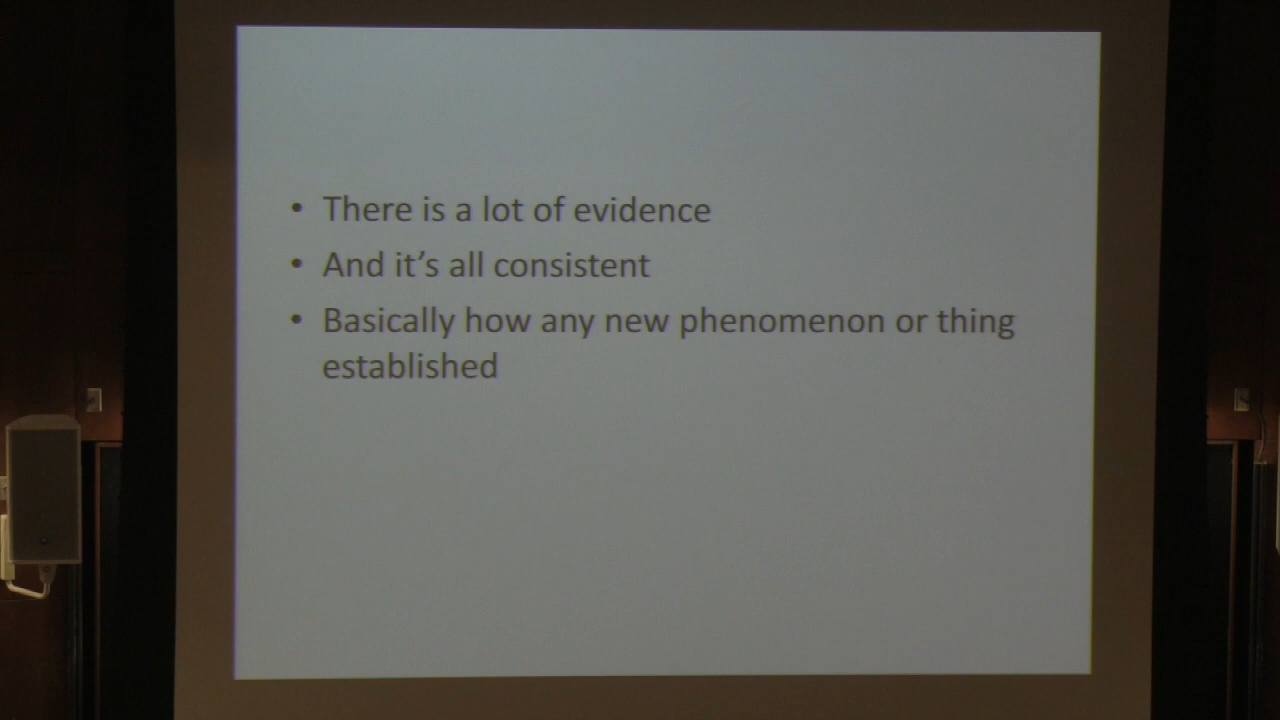 • There is a lot of evidence
• And it's all consistent
• Basically how any new phenomenon or thing
established